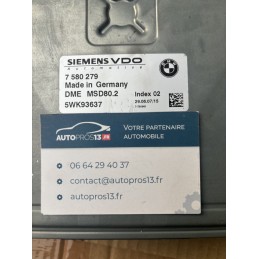 SIEMENS VDO
Automotive
7 580 279
Made in Germany
DME MSD80.2
Index 02
5WK93637
AUTOPROS13.FR
VOTRE PARTENAIRE
AUTOMOBILE
06 64 29 40 37
contact@autopros13.fr
autopros13.fr